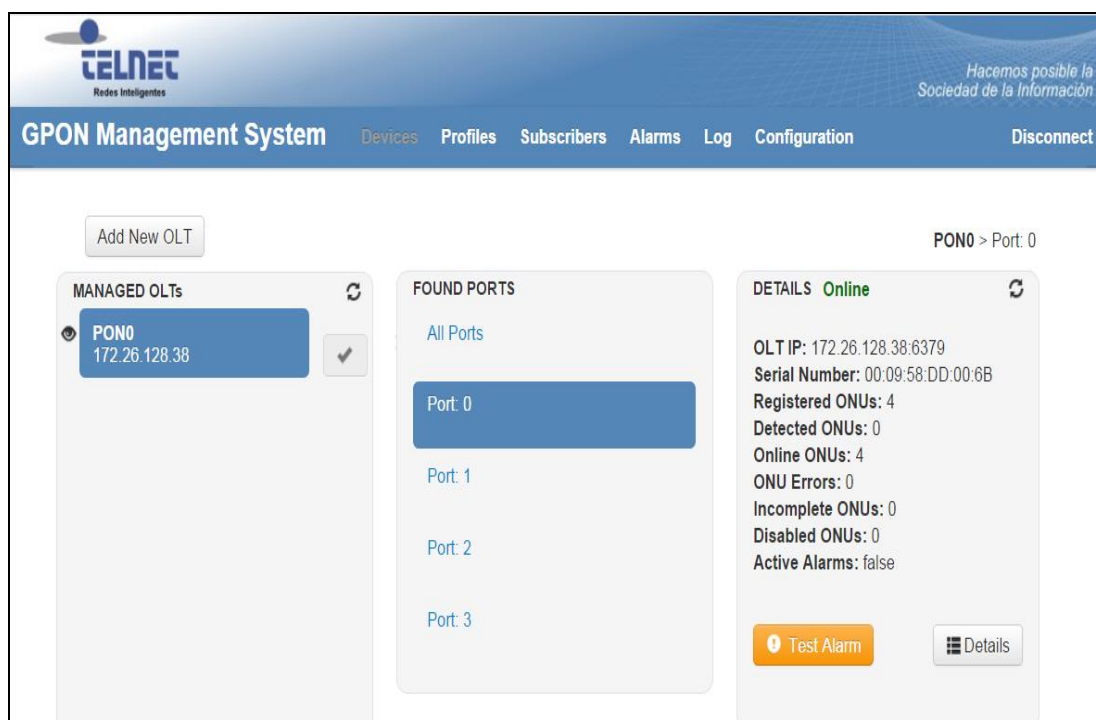 TELNET
Redes Inteligentes
Hacemos posible la
Sociedad de la Información
GPON Management System Devices Profiles Subscribers Alarms Log Configuration Disconnect
Add New OLT
PON0 > Port: 0
MANAGED OLTs
PON0
172.26.128.38
FOUND PORTS
All Ports
Port: 0
Port: 1
Port: 2
Port: 3
DETAILS Online
OLT IP: 172.26.128.38:6379
Serial Number: 00:09:58:DD:00:6B
Registered ONUs: 4
Detected ONUs: 0
Online ONUs: 4
ONU Errors: 0
Incomplete ONUs: 0
Disabled ONUs: 0
Active Alarms: false
Test Alarm
Details